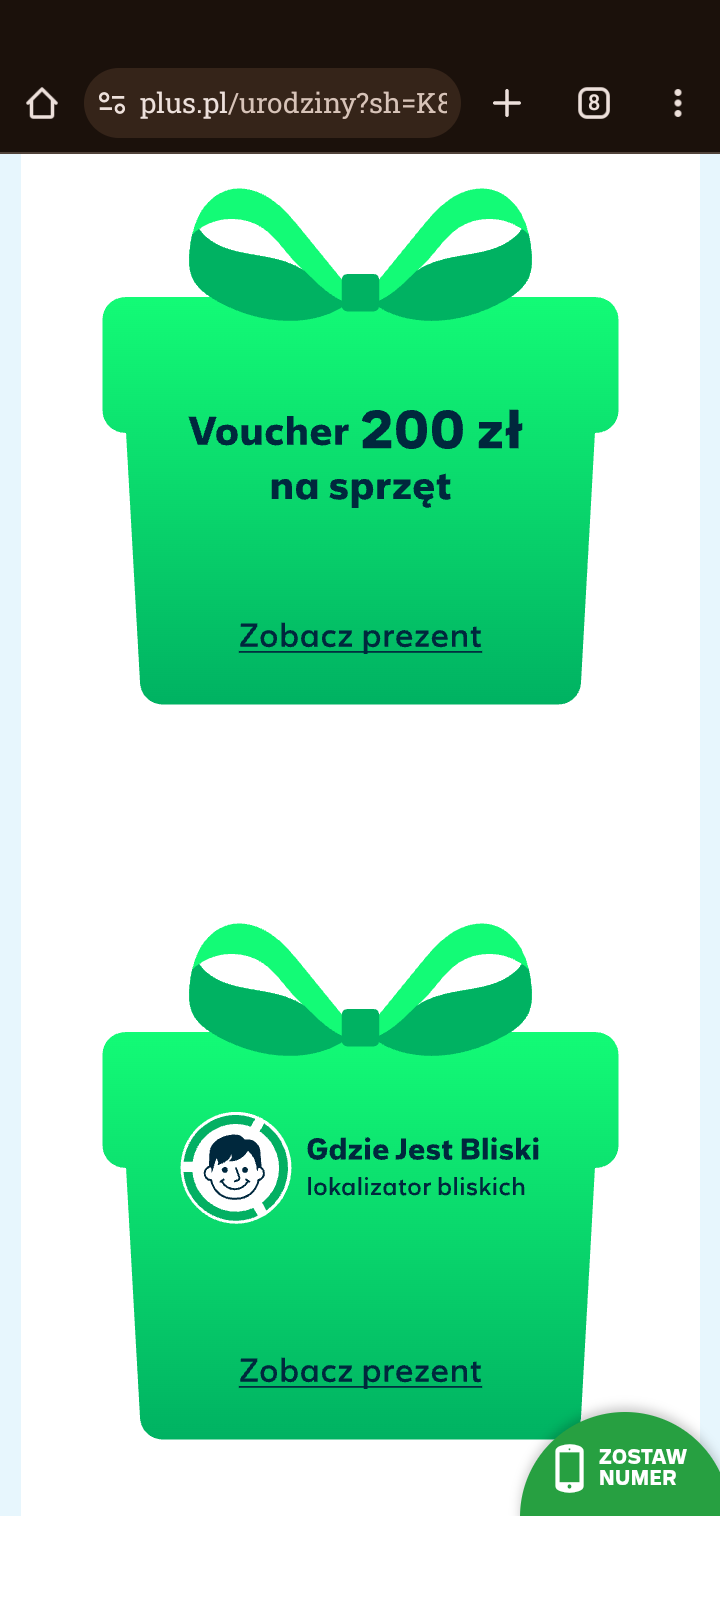 plus.pl/urodziny?sh=K8
8
Voucher 200 zł
na sprzęt
Zobacz prezent
Gdzie Jest Bliski
lokalizator bliskich
Zobacz prezent
ZOSTAW
NUMER